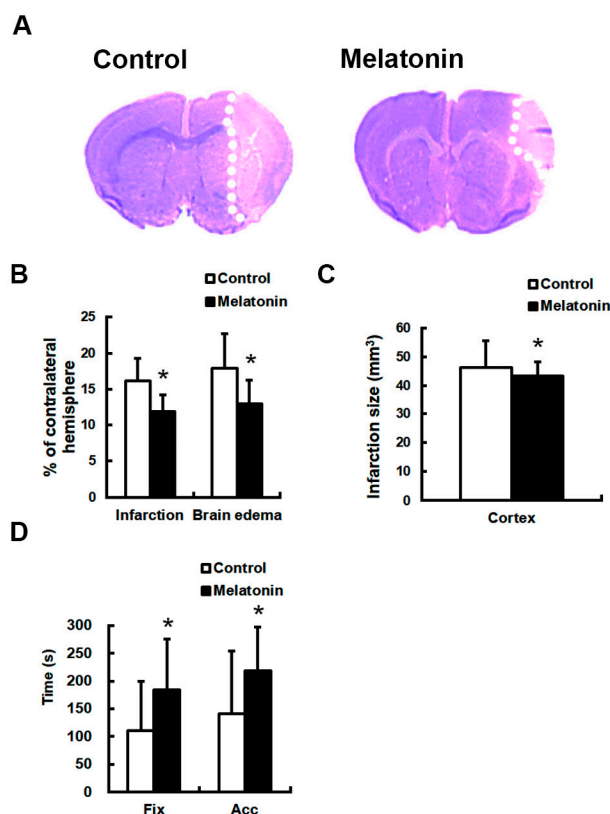 A
Control
Melatonin
B
Control
Melatonin
% of contralateral
hemisphere
25
20
15
10
5
0
*
*
Infarction
Brain edema
C
Control
Melatonin
Infarction size (mm³)
60
50
40
30
20
10
0
*
Cortex
D
Control
Melatonin
Time (s)
300
250
200
150
100
50
0
*
*
Fix
Acc